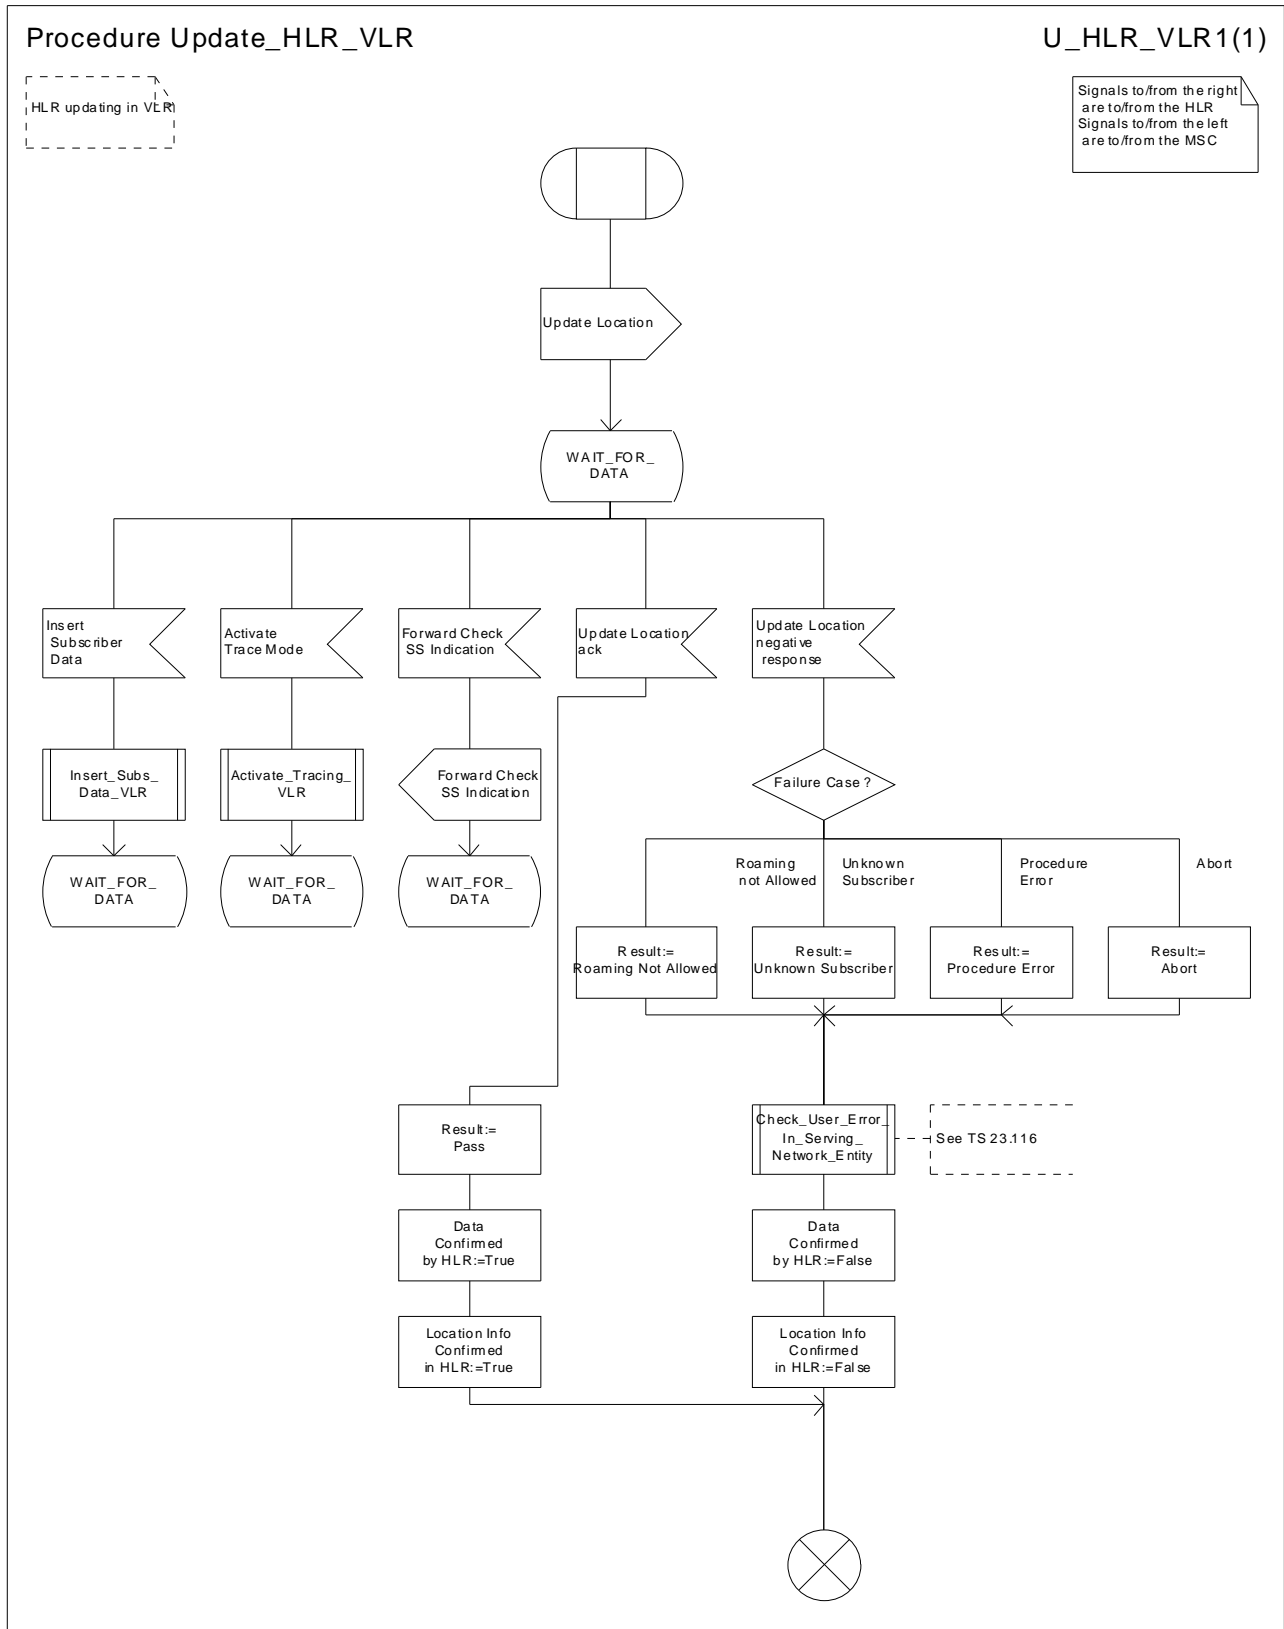 Procedure Update_HLR_VLR
U_HLR_VLR1(1)
HLR updating in VLR
Signals to/from the right
are to/from the HLR
Signals to/from the left
are to/from the MSC
Update Location
WAIT_FOR_
DATA
Insert
Subscriber
Data
Activate
Trace Mode
Forward Check
SS Indication
Update Location
ack
Update Location
negative
response
Insert_Subs_
Data_VLR
Activate_Tracing_
VLR
Forward Check
SS Indication
Failure Case?
WAIT_FOR_
DATA
WAIT_FOR_
DATA
WAIT_FOR_
DATA
Roaming
not Allowed
Unknown
Subscriber
Procedure
Error
Abort
Result:=
Roaming Not Allowed
Result:=
Unknown Subscriber
Result:=
Procedure Error
Result:=
Abort
Result:=
Pass
Check_User_Error_
In_Serving_
Network_Entity
See TS 23.116
Data
Confirmed
by HLR:=True
Data
Confirmed
by HLR:=False
Location Info
Confirmed
in HLR:=True
Location Info
Confirmed
in HLR:=False